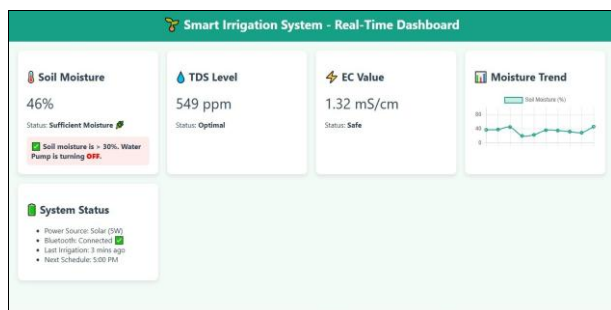 Smart Irrigation System - Real-Time Dashboard
Soil Moisture
46%
Status: Sufficient Moisture
Soil moisture is > 30%. Water
Pump is turning OFF.
TDS Level
549 ppm
Status: Optimal
EC Value
1.32 mS/cm
Status: Safe
Moisture Trend
Soil Moisture (%)
80
40
0
System Status
Power Source: Solar (5W)
Bluetooth: Connected
Last Irrigation: 3 mins ago
Next Schedule: 5:00 PM